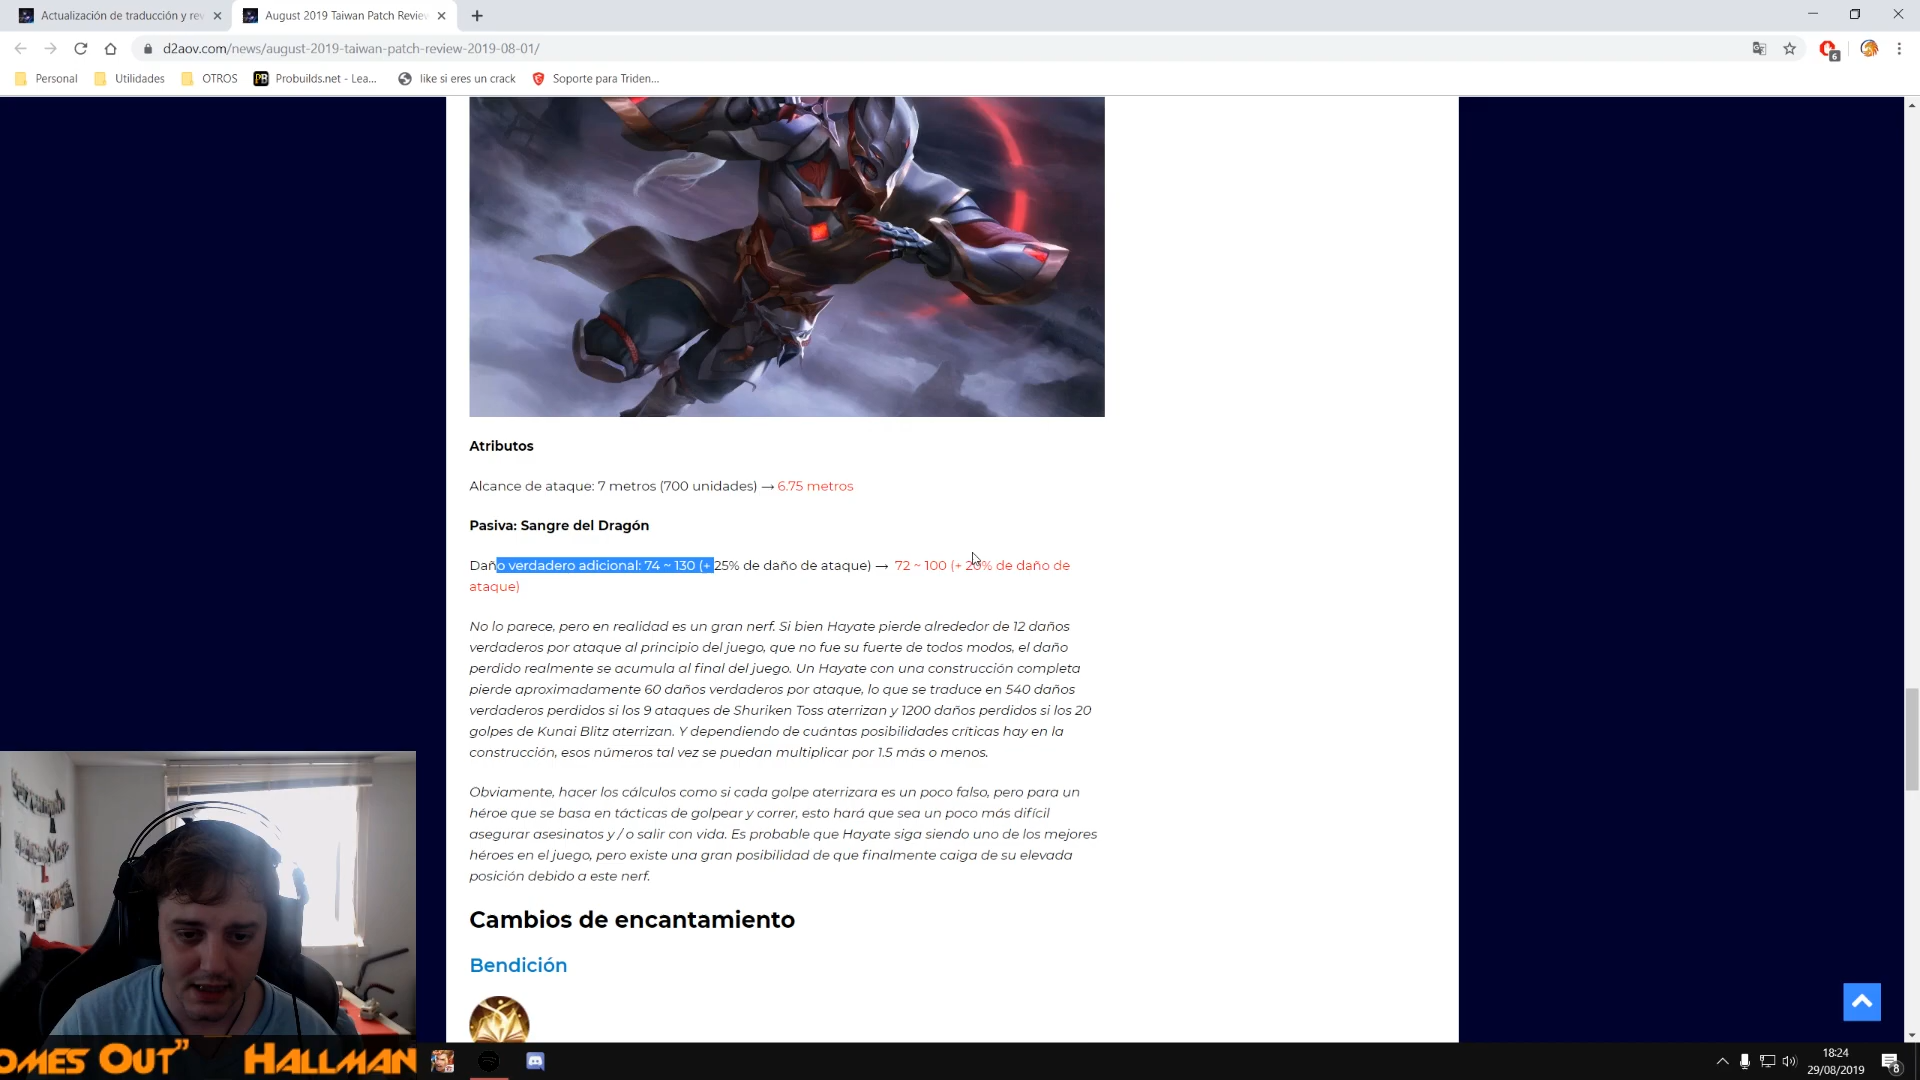 Actualización de traducción y rev
August 2019 Taiwan Patch Review
d2aov.com/news/august-2019-taiwan-patch-review-2019-08-01/
6
Personal
Utilidades
OTROS
Probuilds.net - Lea...
like si eres un crack
Soporte para Triden...
Atributos
Alcance de ataque: 7 metros (700 unidades) → 6.75 metros
Pasiva: Sangre del Dragón
Daño verdadero adicional: 74 ~ 130 (+ 25% de daño de ataque) → 72 ~ 100 (+ 20% de daño de
ataque)
No lo parece, pero en realidad es un gran nerf. Si bien Hayate pierde alrededor de 12 daños
verdaderos por ataque al principio del juego, que no fue su fuerte de todos modos, el daño
perdido realmente se acumula al final del juego. Un Hayate con una construcción completa
pierde aproximadamente 60 daños verdaderos por ataque, lo que se traduce en 540 daños
verdaderos perdidos si los 9 ataques de Shuriken Toss aterrizan y 1200 daños perdidos si los 20
golpes de Kunai Blitz aterrizan. Y dependiendo de cuántas posibilidades críticas hay en la
construcción, esos números tal vez se puedan multiplicar por 1.5 más o menos.
Obviamente, hacer los cálculos como si cada golpe aterrizara es un poco falso, pero para un
héroe que se basa en tácticas de golpear y correr, esto hará que sea un poco más difícil
asegurar asesinatos y / o salir con vida. Es probable que Hayate siga siendo uno de los mejores
héroes en el juego, pero existe una gran posibilidad de que finalmente caiga de su elevada
posición debido a este nerf.
Cambios de encantamiento
Bendición
OMES OUT” HALLMAN
18:24
29/08/2019
8